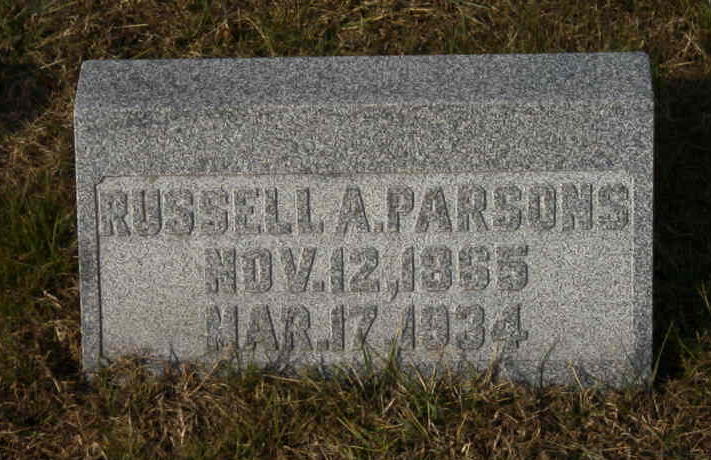 RUSSELL A. PARSONS
NOV. 12, 1865
MAR. 17, 1934